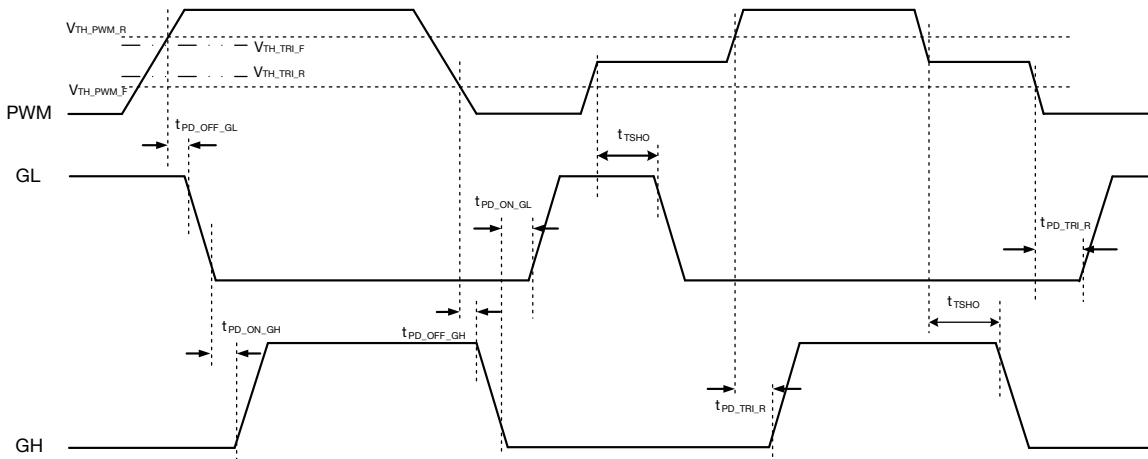 VTH_PWM_R
VTH_TRI_F
VTH_TRI_R
VTH_PWM_F
PWM
tPD_OFF_GL
tTSHO
GL
tPD_ON_GL
tPD_TRI_R
tTSHO
tPD_ON_GH
tPD_OFF_GH
tPD_TRI_R
GH